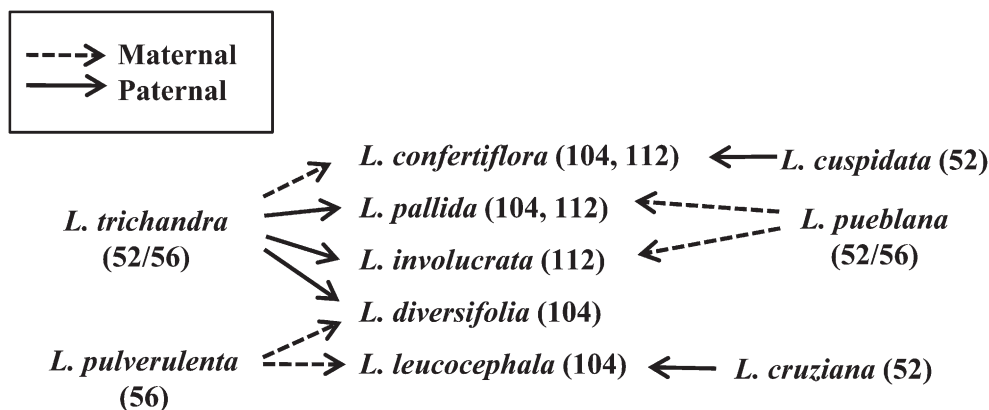 Maternal
Paternal
L. confertiflora (104, 112)
L. cuspidata (52)
L. trichandra
(52/56)
L. pallida (104, 112)
L. pueblana
(52/56)
L. involucrata (112)
L. diversifolia (104)
L. pulverulenta
(56)
L. leucocephala (104)
L. cruziana (52)